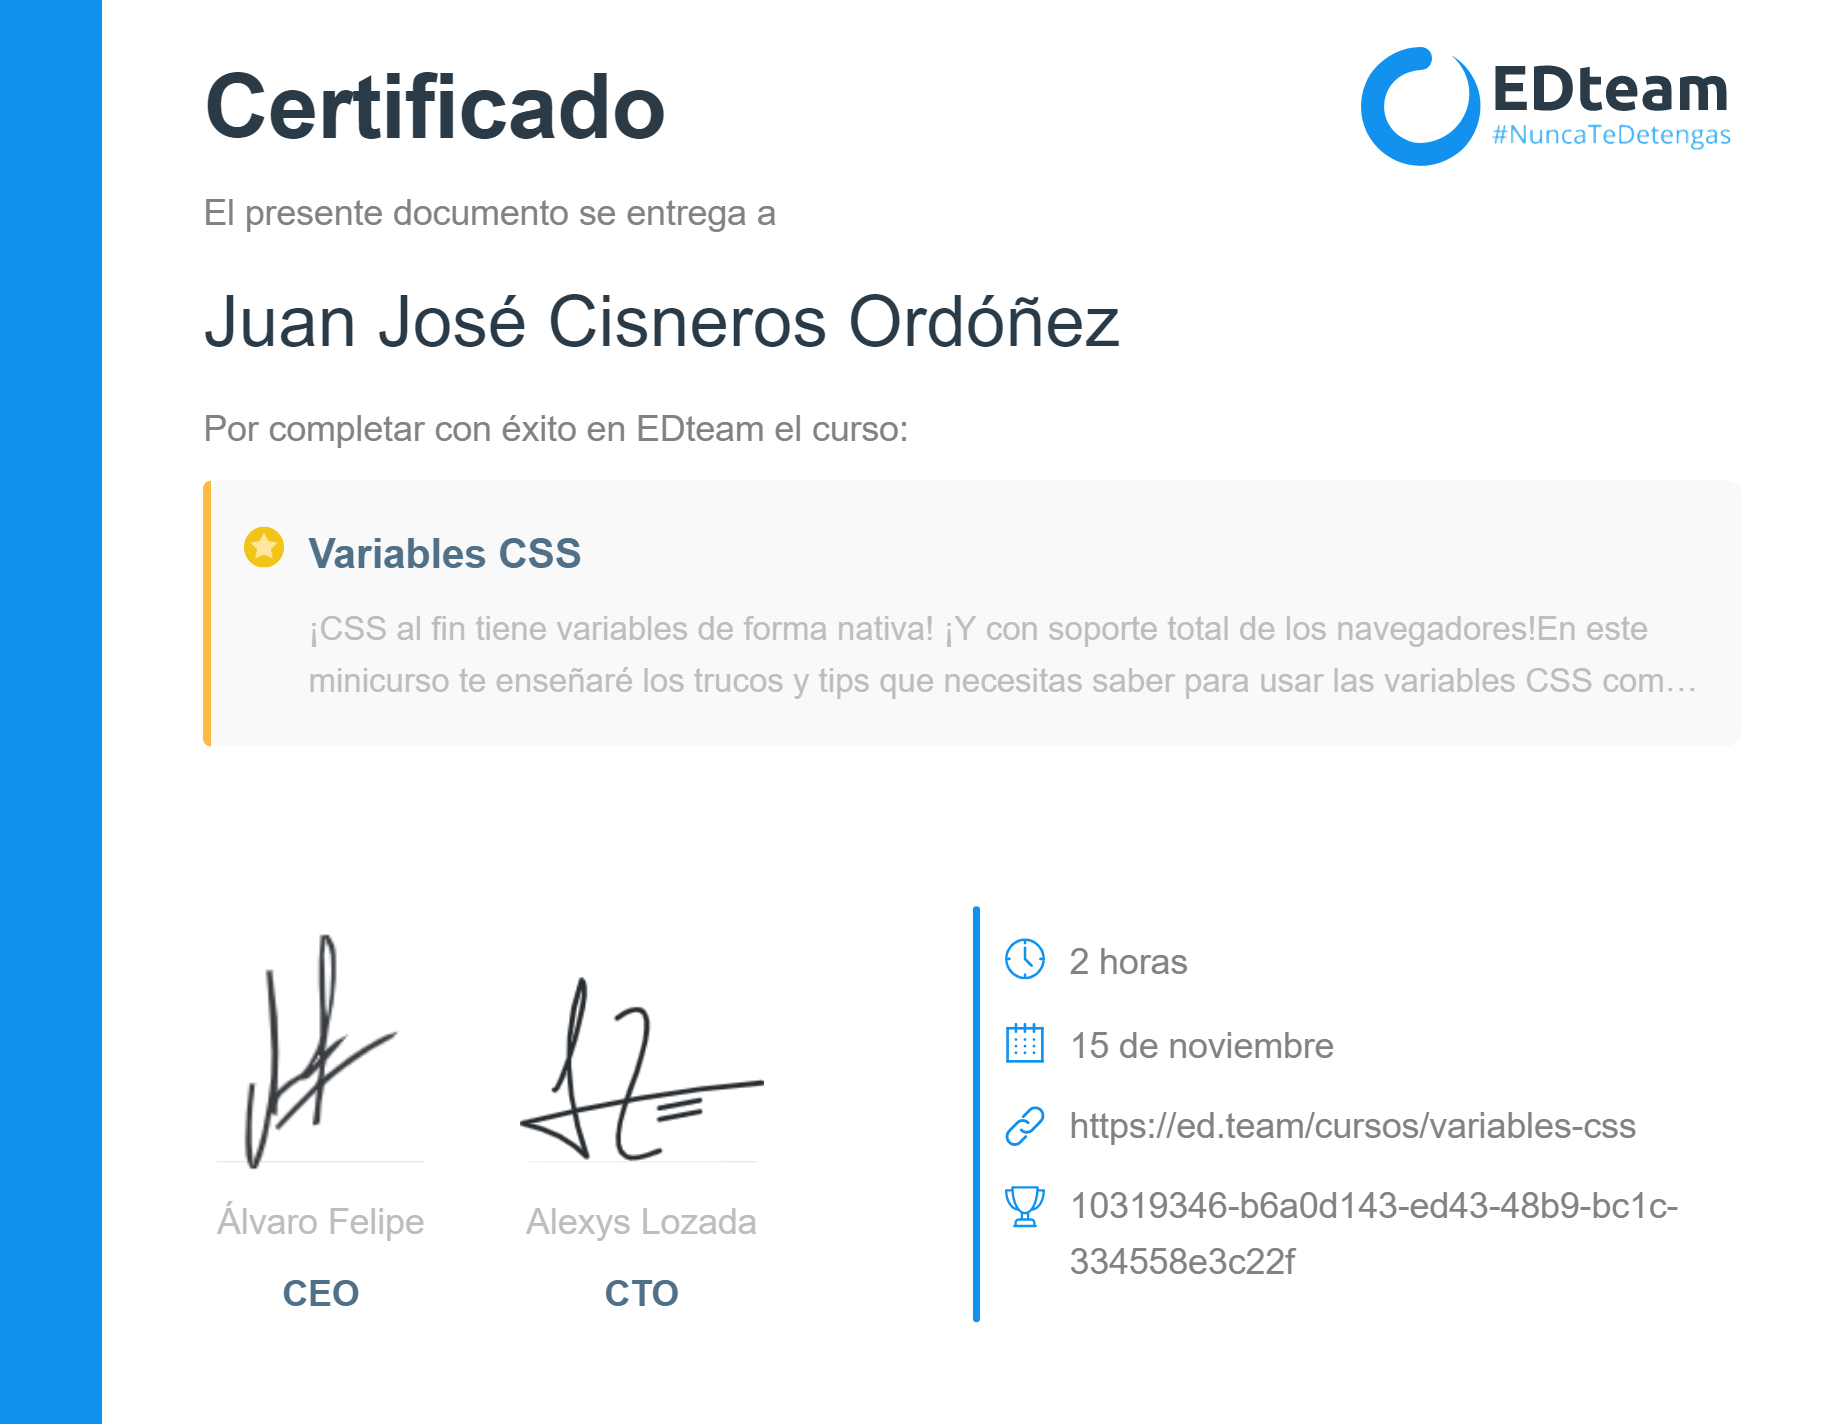 Certificado
EDteam
#NuncaTeDetengas
El presente documento se entrega a
Juan José Cisneros Ordóñez
Por completar con éxito en EDteam el curso:
Variables CSS
¡CSS al fin tiene variables de forma nativa! ¡Y con soporte total de los navegadores!En este
minicurso te enseñaré los trucos y tips que necesitas saber para usar las variables CSS com…
Álvaro Felipe
CEO
Alexys Lozada
CTO
2 horas
15 de noviembre
https://ed.team/cursos/variables-css
10319346-b6a0d143-ed43-48b9-bc1c-
334558e3c22f